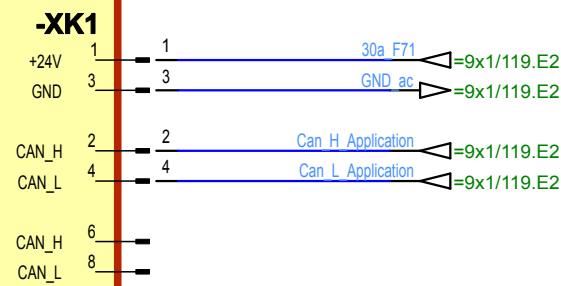 -XK1
+24V 1 1 30a_F71 =9x1/119.E2
GND 3 3 GND_ac =9x1/119.E2
CAN_H 2 2 Can_H_Application =9x1/119.E2
CAN_L 4 4 Can_L_Application =9x1/119.E2
CAN_H 6
CAN_L 8